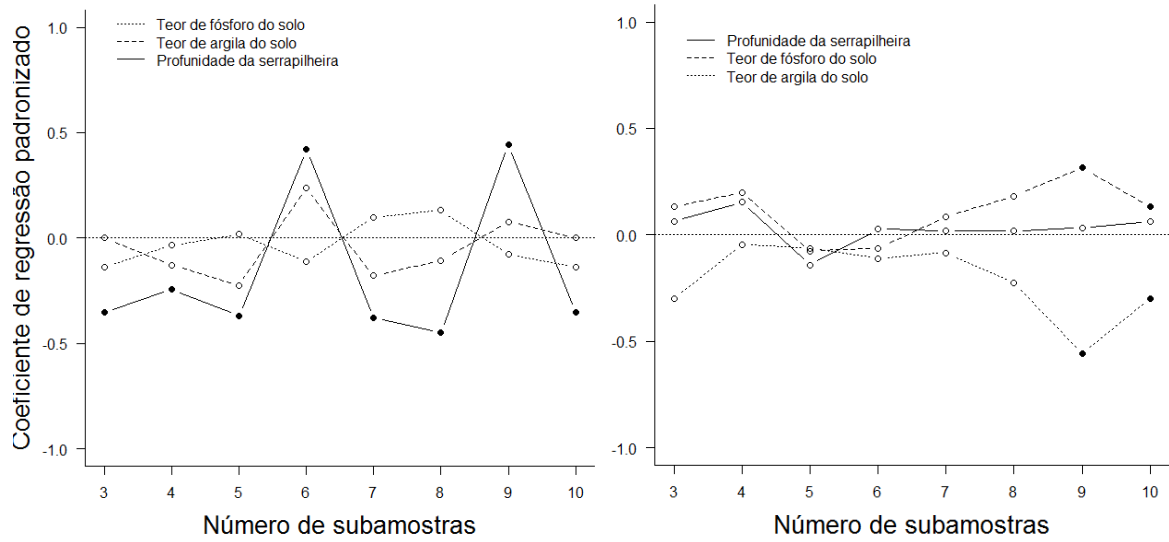 Coeficiente de regressão padronizado
1.0
0.5
0.0
-0.5
-1.0
Teor de fósforo do solo
Teor de argila do solo
Profunidade da serrapilheira
3 4 5 6 7 8 9 10
Número de subamostras
1.0
0.5
0.0
-0.5
-1.0
Profunidade da serrapilheira
Teor de fósforo do solo
Teor de argila do solo
3 4 5 6 7 8 9 10
Número de subamostras